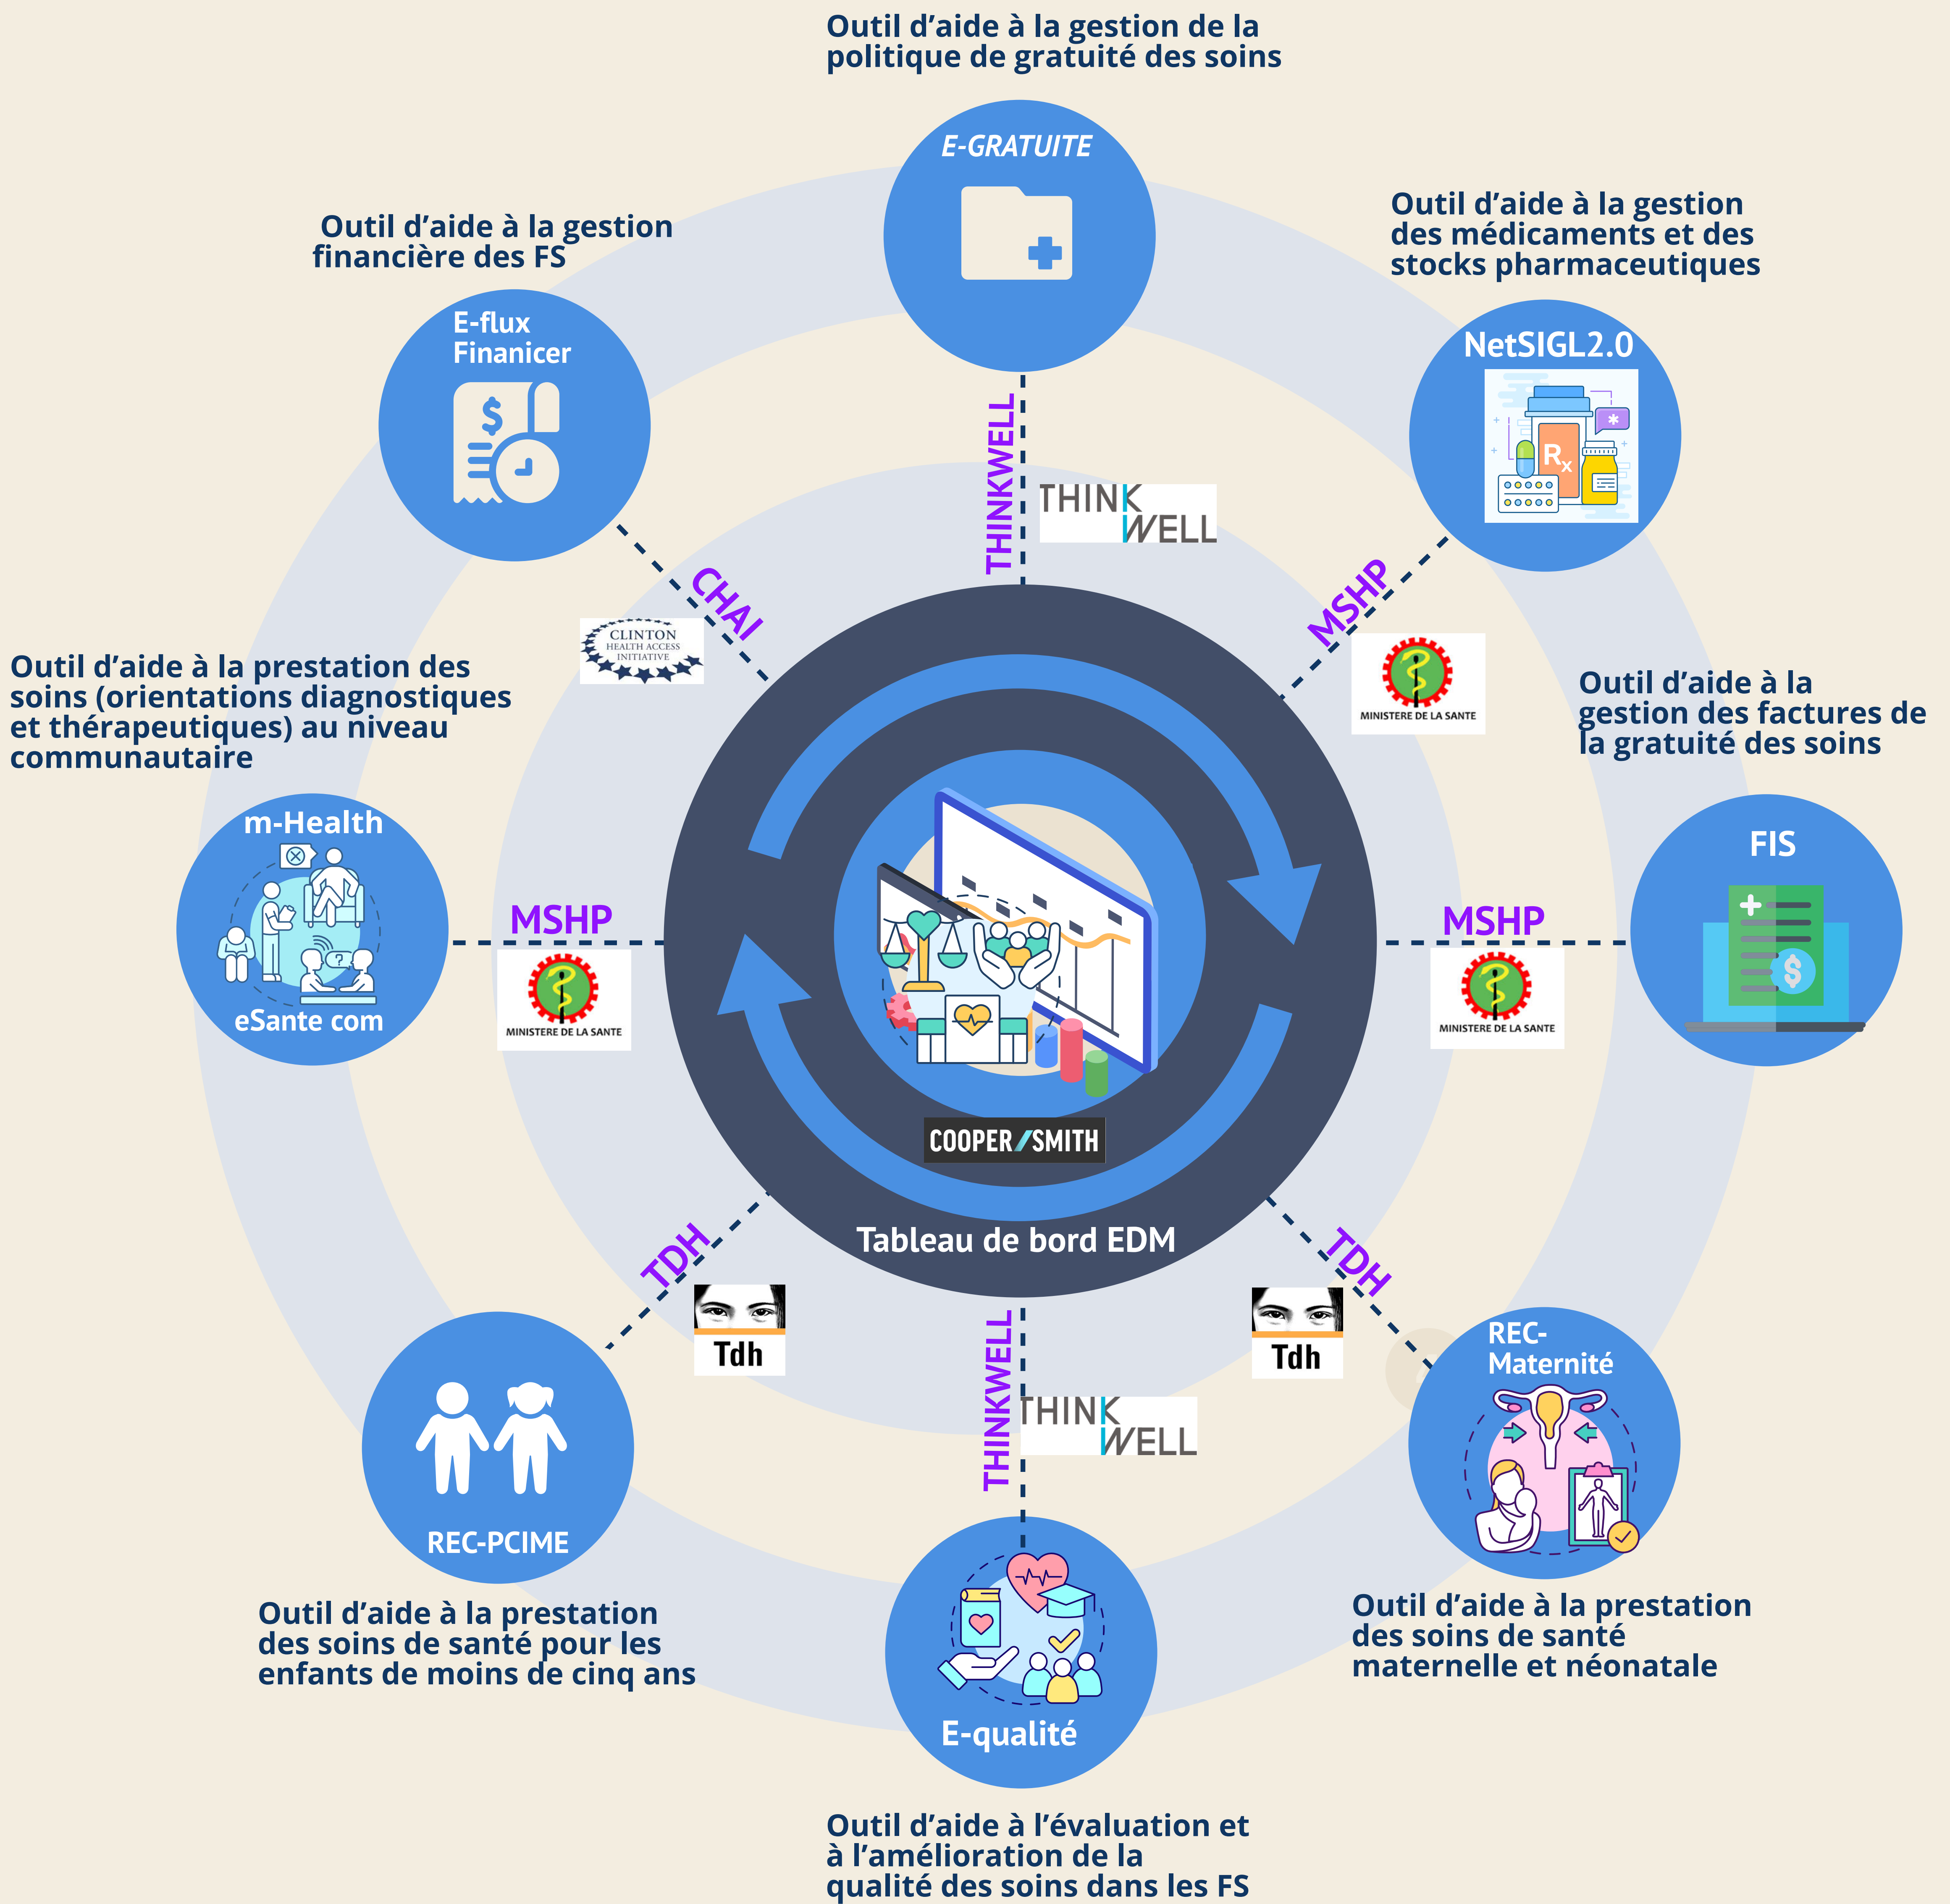 Outil d’aide à la gestion de la
politique de gratuité des soins
E-GRATUITE
Outil d’aide à la gestion
financière des FS
E-flux
Finanicer
$
Outil d’aide à la gestion
des médicaments et des
stocks pharmaceutiques
NetSIGL2.0
Rx
THINKWELL
THINK
WELL
CHAI
CLINTON
HEALTH ACCESS
INITIATIVE
MSHP
MINISTERE DE LA SANTE
Outil d’aide à la prestation des
soins (orientations diagnostiques
et thérapeutiques) au niveau
communautaire
m-Health
?
eSante com
MSHP
MINISTERE DE LA SANTE
Outil d’aide à la
gestion des factures de
la gratuité des soins
FIS
$
MSHP
MINISTERE DE LA SANTE
COOPER/SMITH
Tableau de bord EDM
TDH
Tdh
REC-PCIME
Outil d’aide à la prestation
des soins de santé pour les
enfants de moins de cinq ans
THINKWELL
THINK
WELL
E-qualité
Outil d’aide à l’évaluation et
à l’amélioration de la
qualité des soins dans les FS
TDH
Tdh
REC-
Maternité
Outil d’aide à la prestation
des soins de santé
maternelle et néonatale